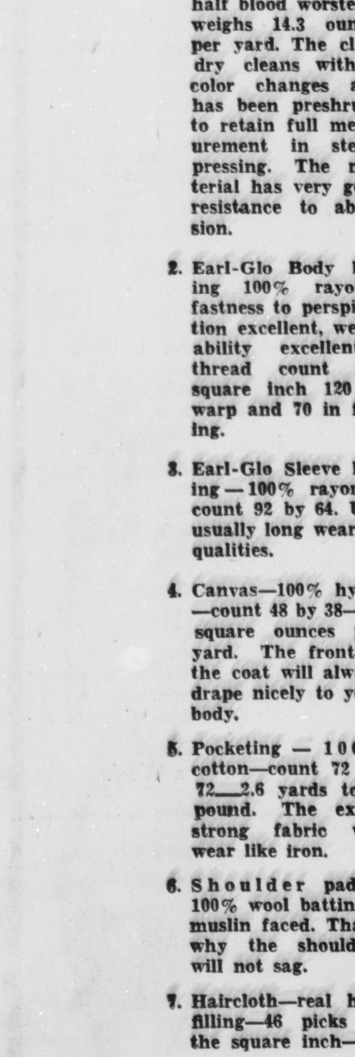 half blood worste
weighs 14.3 oun
per yard. The cl
dry cleans with
color changes a
has been preshru
to retain full me
urement in ste
pressing. The m
terial has very go
resistance to ab
sion.
2. Earl-Glo Body l
ing 100% rayo
fastness to perspi
tion excellent, we
ability excellent
thread count
square inch 120
warp and 70 in f
ing.
3. Earl-Glo Sleeve l
ing — 100% rayon
count 92 by 64. U
usually long wear
qualities.
4. Canvas—100% hy
—count 48 by 38—
square ounces
yard. The front
the coat will alw
drape nicely to yo
body.
5. Pocketing — 100
cotton—count 72
72—2.6 yards to
pound. The ex
strong fabric w
wear like iron.
6. Shoulder pad
100% wool battin
muslin faced. Tha
why the should
will not sag.
7. Haircloth—real h
filling—46 picks
the square inch—